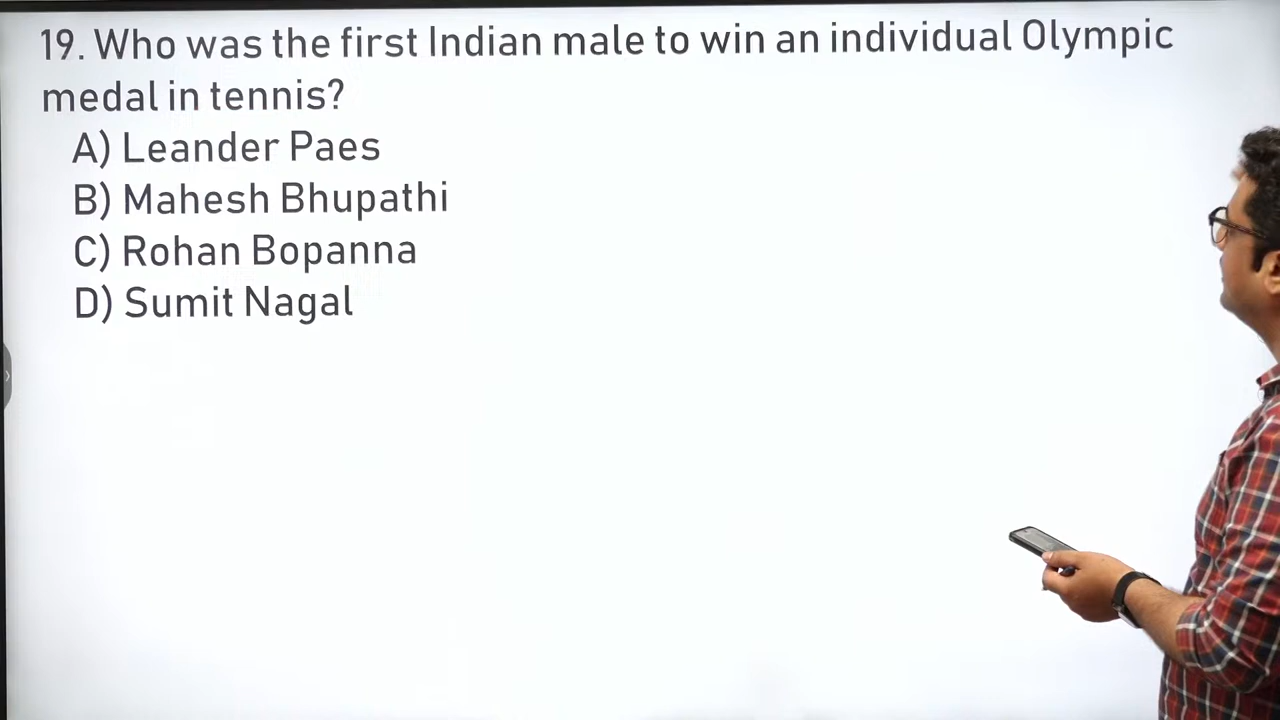 19. Who was the first Indian male to win an individual Olympic
medal in tennis?
A) Leander Paes
B) Mahesh Bhupathi
C) Rohan Bopanna
D) Sumit Nagal